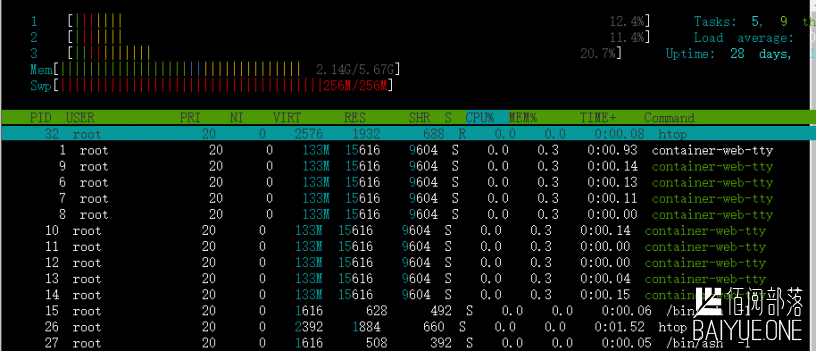 1 [|||||||| 12.4%] Tasks: 5, 9 th
2 [|||||||| 11.4%] Load average: 0
3 [|||||||||||| 20.7%] Uptime: 28 days, 1
Mem[||||||||||||||||||||||||||||||||||| 2.14G/5.67G]
Swp[||||||||||||||||||||||||||||||||||||||256M/256M]
PID USER PRI NI VIRT RES SHR S CPU% MEM% TIME+ Command
32 root 20 0 2576 1932 688 R 0.0 0.0 0:00.08 htop
1 root 20 0 133M 15616 9604 S 0.0 0.3 0:00.93 container-web-tty
9 root 20 0 133M 15616 9604 S 0.0 0.3 0:00.14 container-web-tty
6 root 20 0 133M 15616 9604 S 0.0 0.3 0:00.13 container-web-tty
7 root 20 0 133M 15616 9604 S 0.0 0.3 0:00.11 container-web-tty
8 root 20 0 133M 15616 9604 S 0.0 0.3 0:00.00 container-web-tty
10 root 20 0 133M 15616 9604 S 0.0 0.3 0:00.14 container-web-tty
11 root 20 0 133M 15616 9604 S 0.0 0.3 0:00.00 container-web-tty
12 root 20 0 133M 15616 9604 S 0.0 0.3 0:00.00 container-web-tty
13 root 20 0 133M 15616 9604 S 0.0 0.3 0:00.04 container-web-tty
14 root 20 0 133M 15616 9604 S 0.0 0.3 0:00.15 container-web-tty
15 root 20 0 1616 628 492 S 0.0 0.0 0:00.06
26 root 20 0 2392 1884 660 S 0.0 0.0 0:01.52 htop
27 root 20 0 1616 508 392 S 0.0 0.0 0:00.05 /bin/ash -l
佰阅部落
BAIYUE.ONE